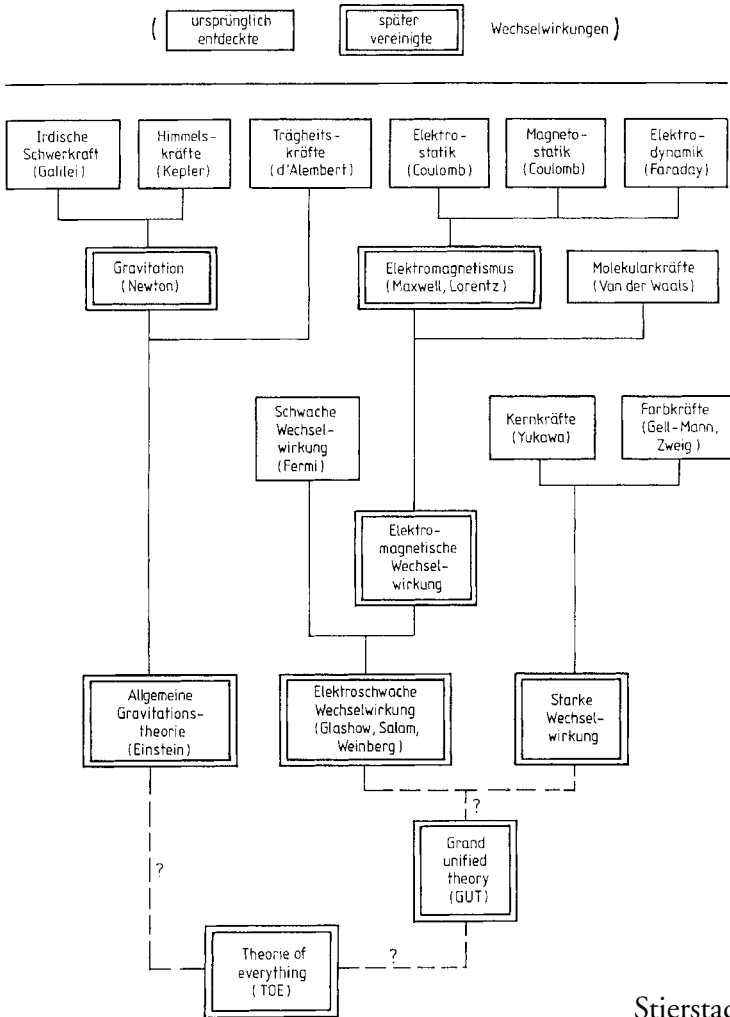 ( ursprünglich
entdeckte
später
vereinigte
Wechselwirkungen )
Irdische
Schwerkraft
(Galilei)
Himmels-
kräfte
(Kepler)
Trägheits-
kräfte
(d'Alembert)
Elektro-
statik
(Coulomb)
Magneto-
statik
(Coulomb)
Elektro-
dynamik
(Faraday)
Gravitation
(Newton)
Elektromagnetismus
(Maxwell, Lorentz)
Molekularkräfte
(Van der Waals)
Schwache
Wechsel-
wirkung
(Fermi)
Kernkräfte
(Yukawa)
Farbkräfte
(Gell-Mann,
Zweig)
Elektro-
magnetische
Wechsel-
wirkung
Allgemeine
Gravitations-
theorie
(Einstein)
Elektroschwache
Wechselwirkung
(Glashow, Salam,
Weinberg)
Starke
Wechsel-
wirkung
?
?
Grand
unified
theory
(GUT)
?
Theorie of
everything
(TOE)